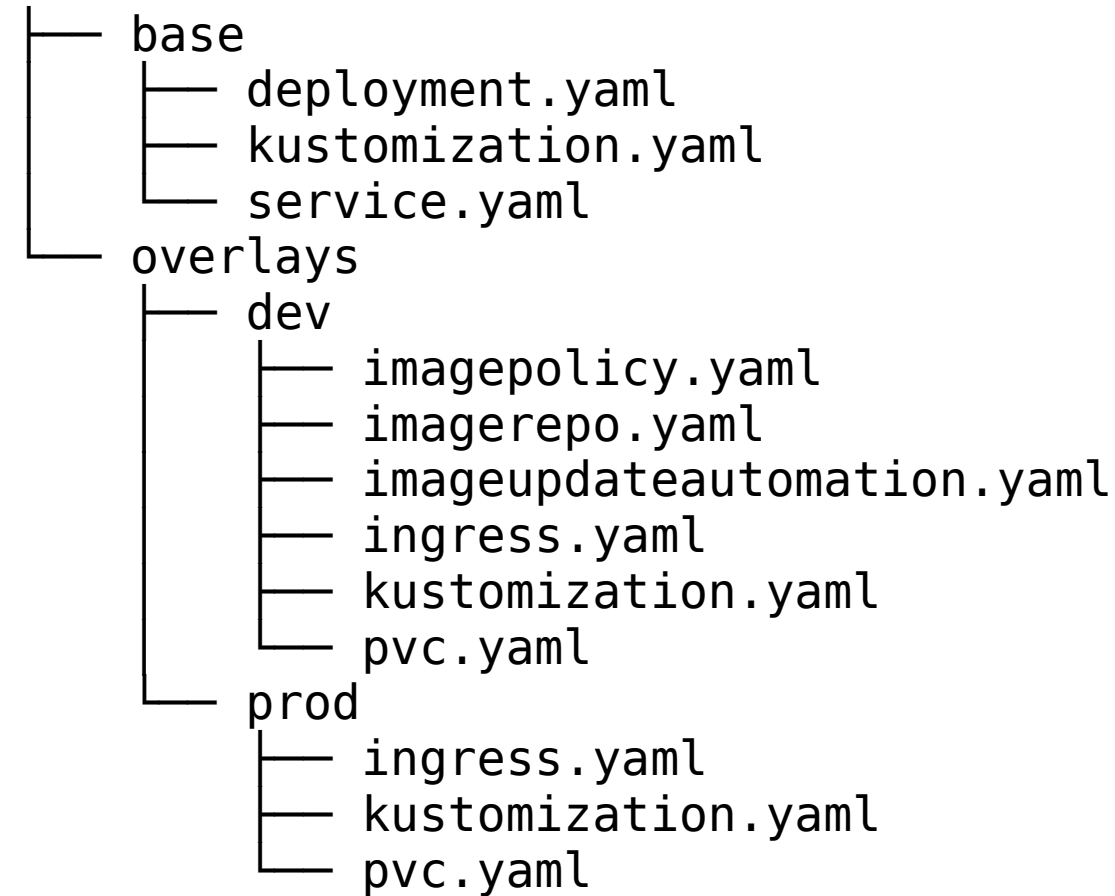 ├── base
│   ├── deployment.yaml
│   ├── kustomization.yaml
│   └── service.yaml
└── overlays
    ├── dev
    │   ├── imagepolicy.yaml
    │   ├── imagerepo.yaml
    │   ├── imageupdateautomation.yaml
    │   ├── ingress.yaml
    │   ├── kustomization.yaml
    │   └── pvc.yaml
    └── prod
        ├── ingress.yaml
        ├── kustomization.yaml
        └── pvc.yaml